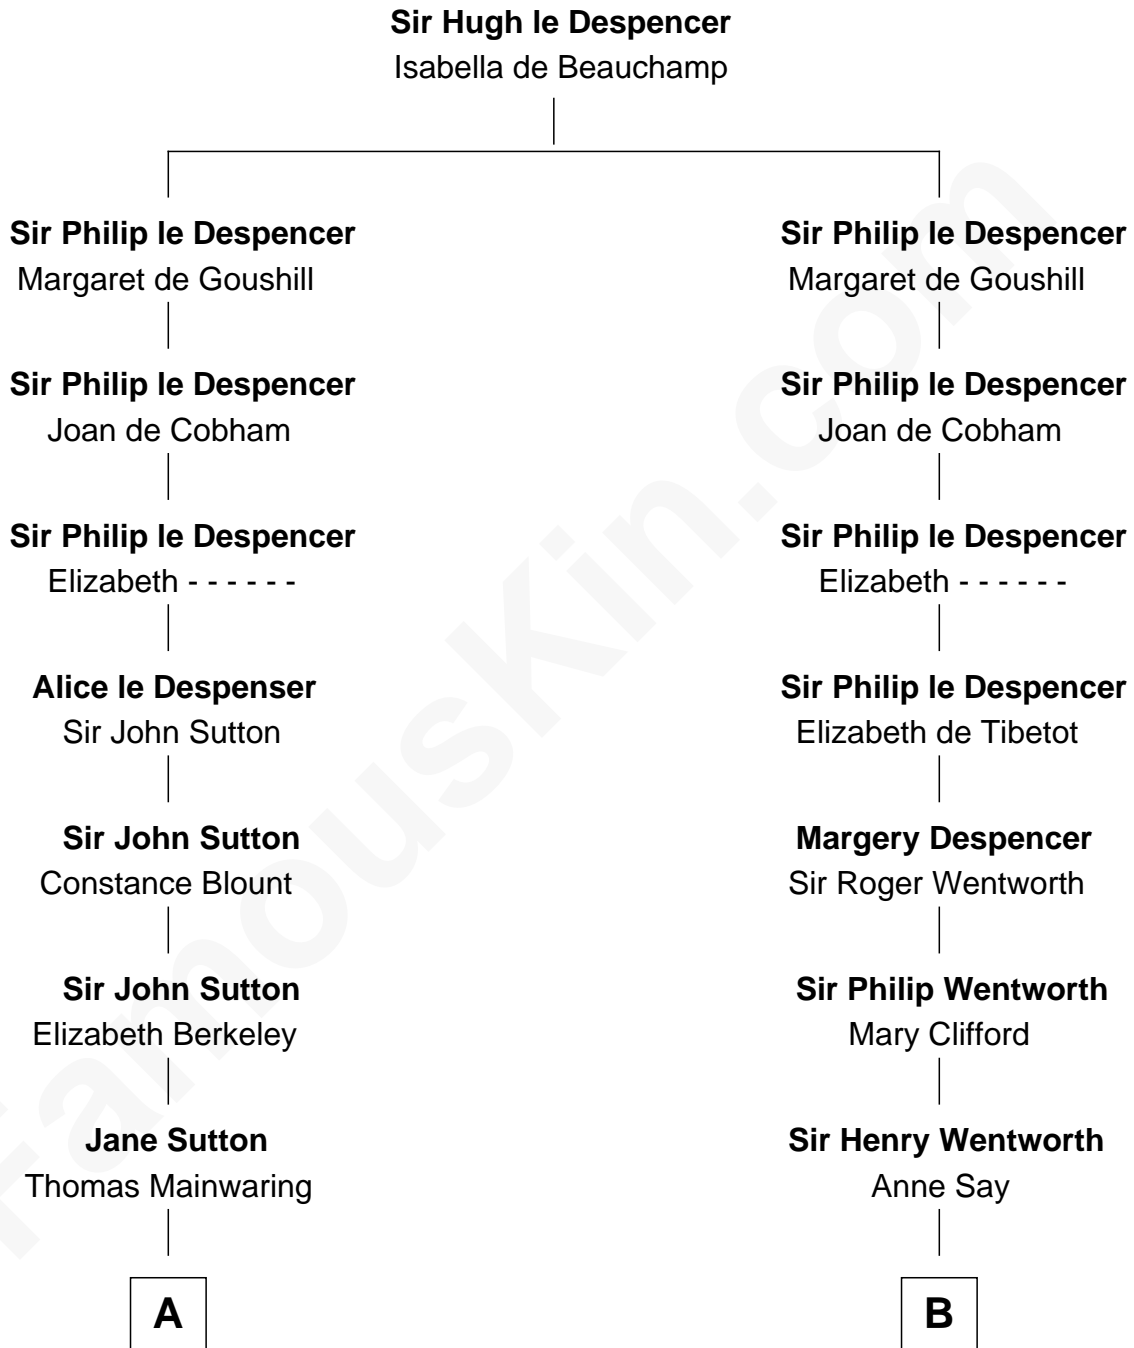 Sir Hugh le Despencer
Isabella de Beauchamp
Sir Philip le Despencer
Margaret de Goushill
Sir Philip le Despencer
Margaret de Goushill
Sir Philip le Despencer
Joan de Cobham
Sir Philip le Despencer
Joan de Cobham
Sir Philip le Despencer
Elizabeth - - - - - -
Sir Philip le Despencer
Elizabeth - - - - - -
Alice le Despenser
Sir John Sutton
Sir Philip le Despencer
Elizabeth de Tibetot
Sir John Sutton
Constance Blount
Margery Despencer
Sir Roger Wentworth
Sir John Sutton
Elizabeth Berkeley
Sir Philip Wentworth
Mary Clifford
Jane Sutton
Thomas Mainwaring
Sir Henry Wentworth
Anne Say
A
B
FamousKin.com